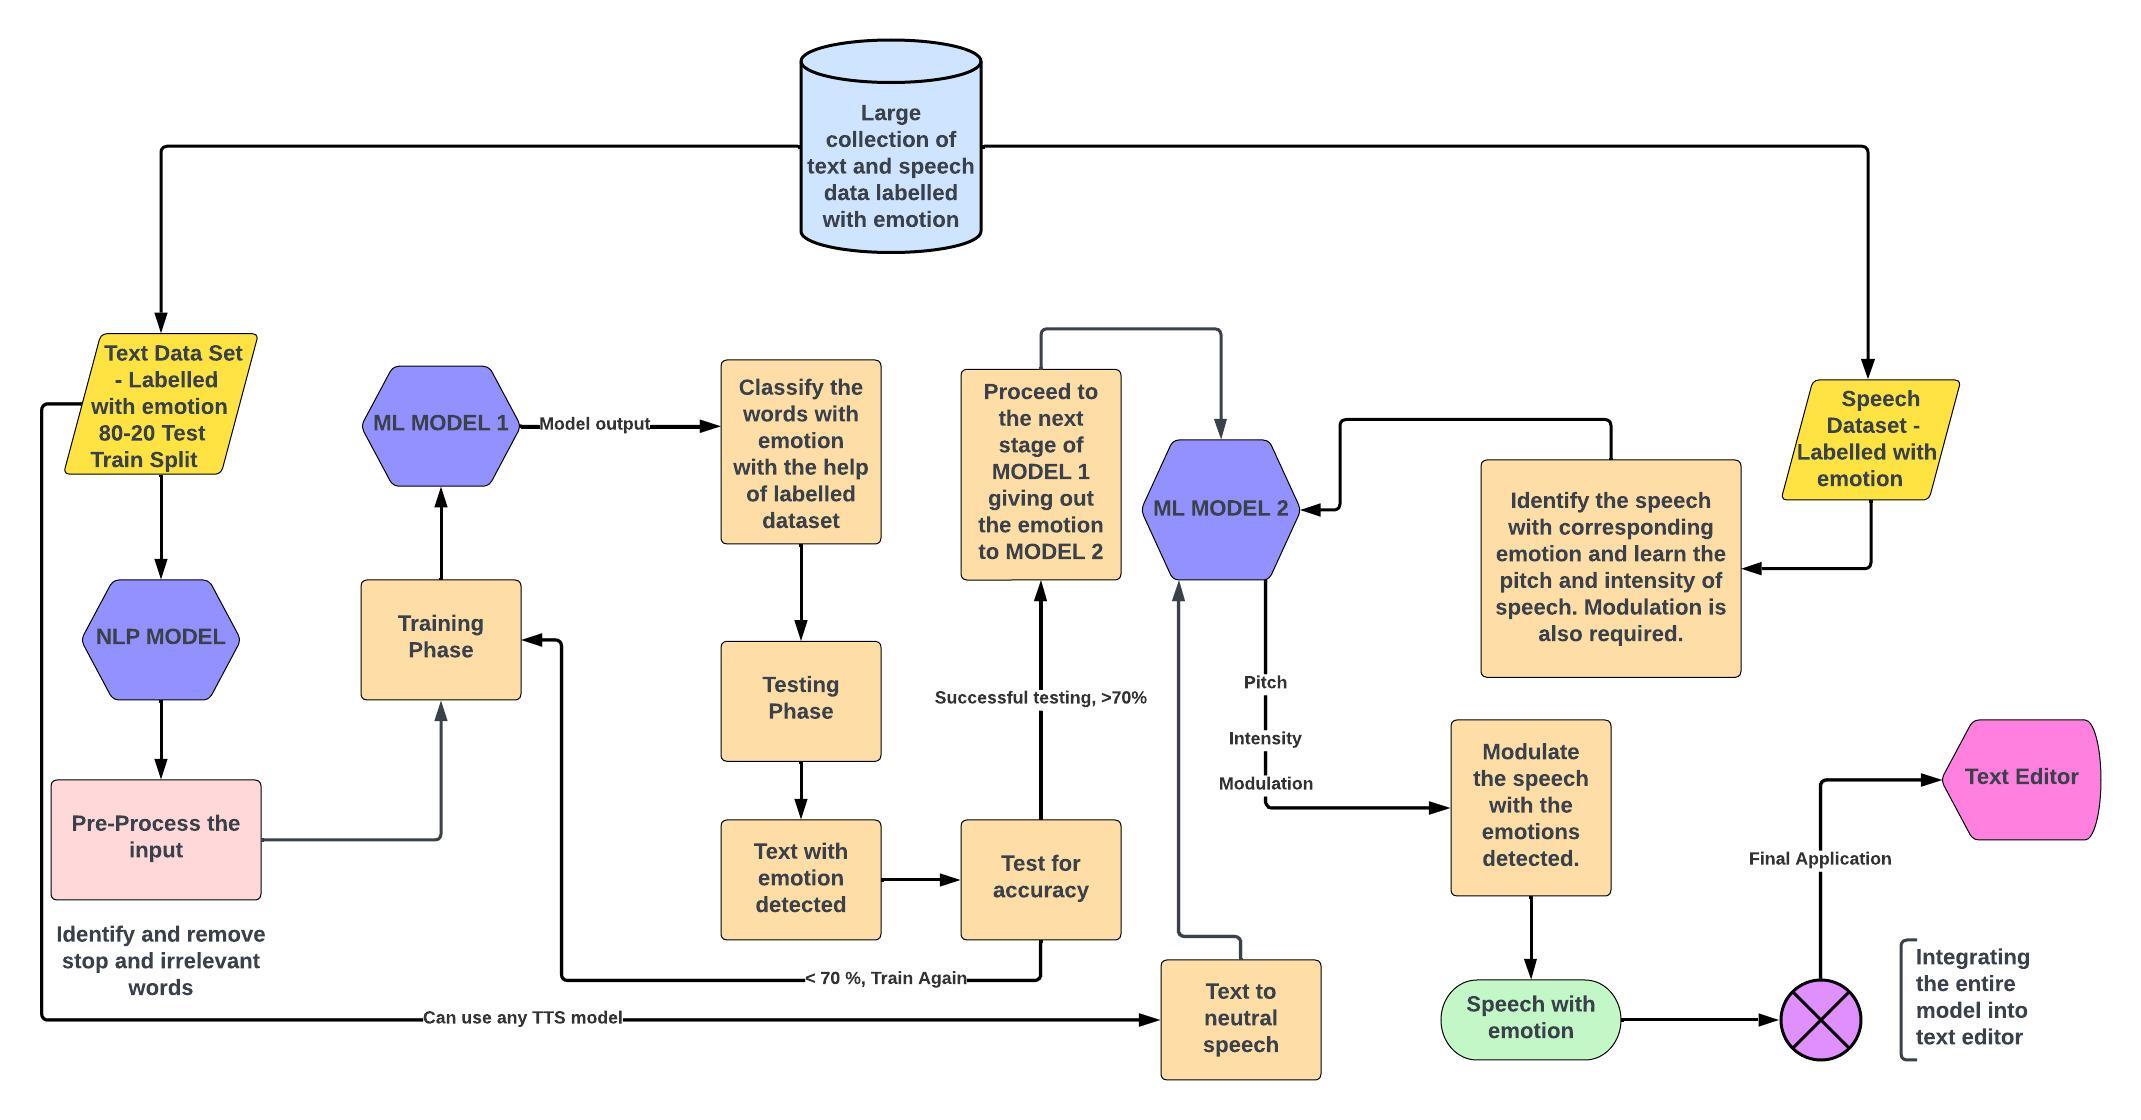 Large
collection of
text and speech
data labelled
with emotion
Text Data Set
- Labelled
with emotion
80-20 Test
Train Split
NLP MODEL
Pre-Process the
input
Identify and remove
stop and irrelevant
words
ML MODEL 1
Training
Phase
Model output
Classify the
words with
emotion
with the help
of labelled
dataset
Testing
Phase
Text with
emotion
detected
Test for
accuracy
< 70 %, Train Again
Successful testing, >70%
Proceed to
the next
stage of
MODEL 1
giving out
the emotion
to MODEL 2
Can use any TTS model
Text to
neutral
speech
ML MODEL 2
Speech
Dataset -
Labelled with
emotion
Identify the speech
with corresponding
emotion and learn the
pitch and intensity of
speech. Modulation is
also required.
Pitch
Intensity
Modulation
Modulate
the speech
with the
emotions
detected.
Speech with
emotion
Final Application
Text Editor
Integrating
the entire
model into
text editor